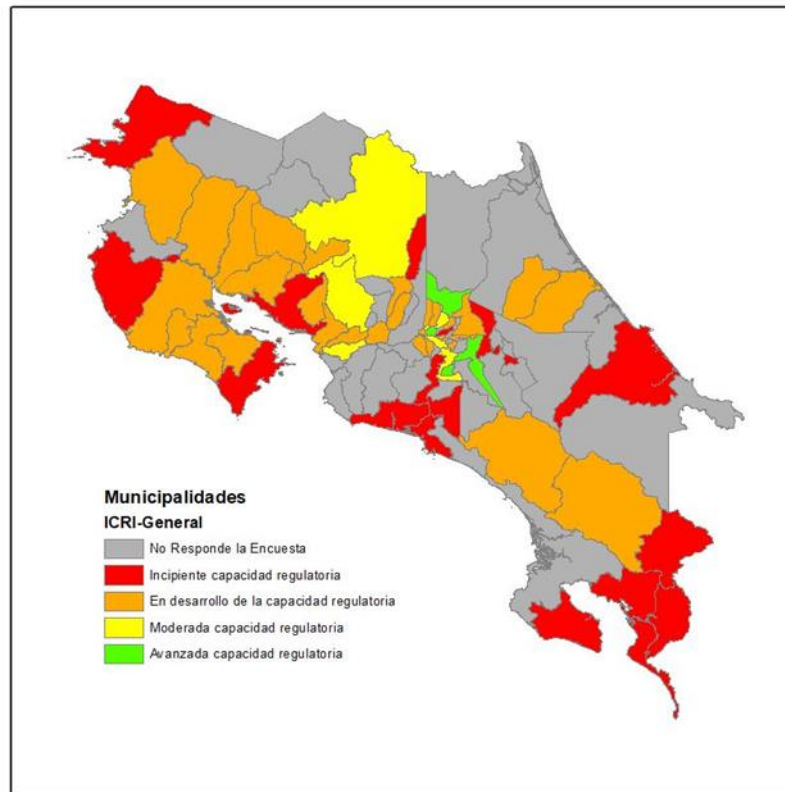 Municipalidades
ICRI-General
No Responde la Encuesta
Incipiente capacidad regulatoria
En desarrollo de la capacidad regulatoria
Moderada capacidad regulatoria
Avanzada capacidad regulatoria